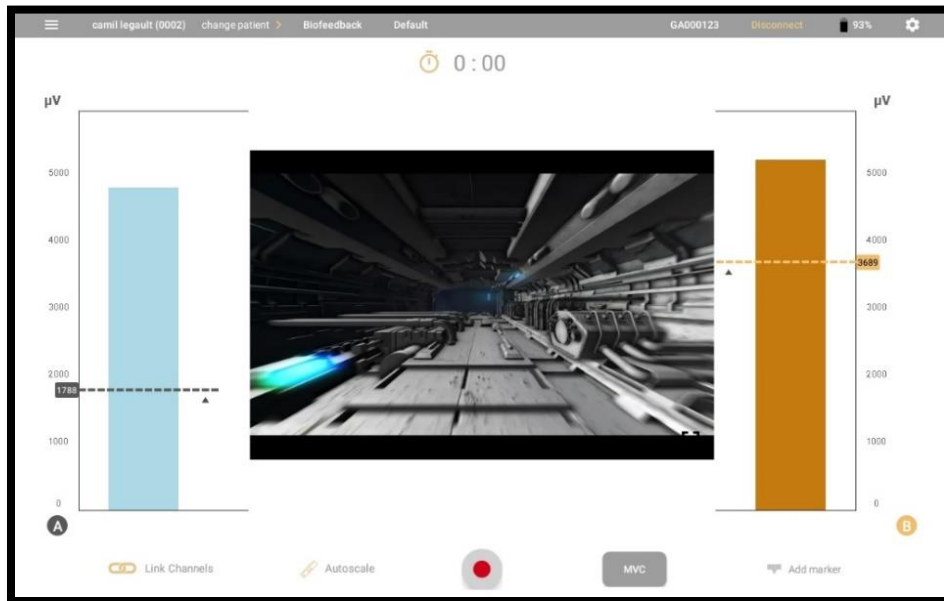 camil legault (0002) change patient > Biofeedback Default GA000123 Disconnect 93%
0 : 00
µV
5000
4000
3000
2000
1788
1000
0
A
µV
5000
4000
3689
3000
2000
1000
0
B
Link Channels Autoscale MVC Add marker